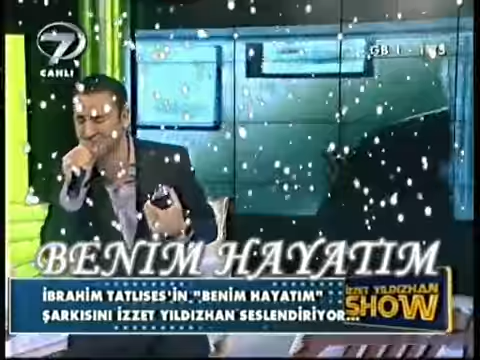 7
CANLI
BENİM HAYATIM
İBRAHİM TATLISES'İN "BENİM HAYATIM"
ŞARKISINI İZZET YILDIZHAN SESLENDİRİYOR...
İZZET YILDIZHAN
SHOW